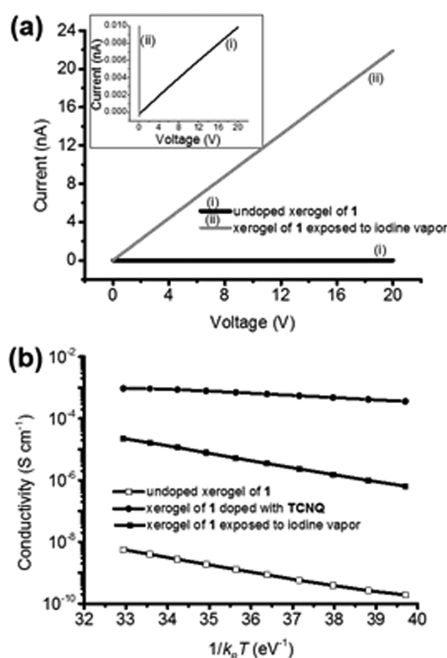 (a)
Current (nA)
24
20
16
12
8
4
0
0 4 8 12 16 20
Voltage (V)
0.010
0.008
0.006
0.004
0.002
0.000
0 4 8 12 16 20
Current (nA)
Voltage (V)
(ii)
(i)
(ii)
(i) undoped xerogel of 1
(ii) xerogel of 1 exposed to iodine vapor
(i)
(b)
Conductivity (S cm⁻¹)
10⁻²
10⁻⁴
10⁻⁶
10⁻⁸
10⁻¹⁰
undoped xerogel of 1
xerogel of 1 doped with TCNQ
xerogel of 1 exposed to iodine vapor
32 33 34 35 36 37 38 39 40
1/k_BT (eV⁻¹)